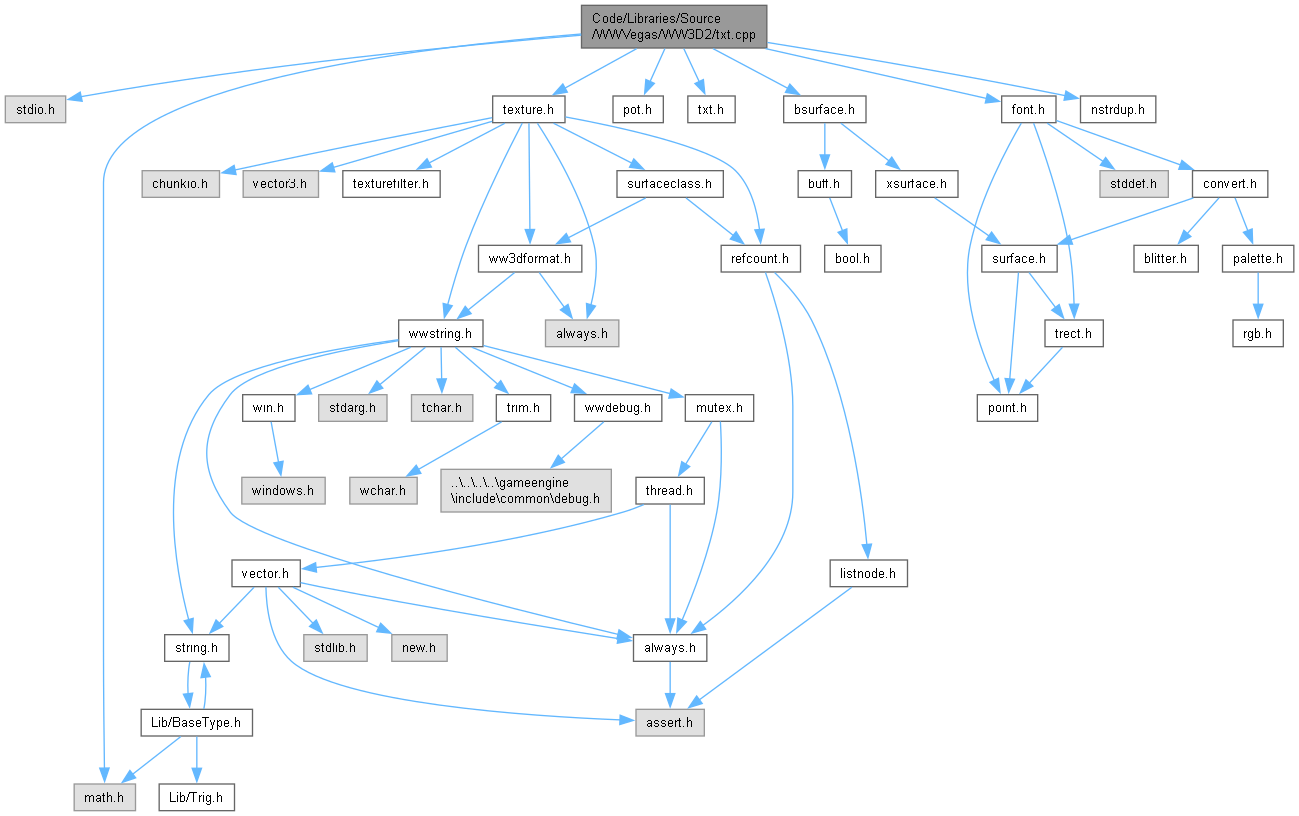 Code/Libraries/Source
/WWVegas/WW3D2/txt.cpp
stdio.h
texture.h
pot.h
txt.h
bsurface.h
font.h
nstrdup.h
chunkio.h
vector3.h
texturefilter.h
surfaceclass.h
buff.h
xsurface.h
stddef.h
convert.h
ww3dformat.h
refcount.h
bool.h
surface.h
blitter.h
palette.h
wwstring.h
always.h
trect.h
rgb.h
win.h
stdarg.h
tchar.h
trim.h
wwdebug.h
mutex.h
point.h
windows.h
wchar.h
..\..\..\..\gameengine
\include\common\debug.h
thread.h
vector.h
listnode.h
string.h
stdlib.h
new.h
always.h
Lib/BaseType.h
assert.h
math.h
Lib/Trig.h